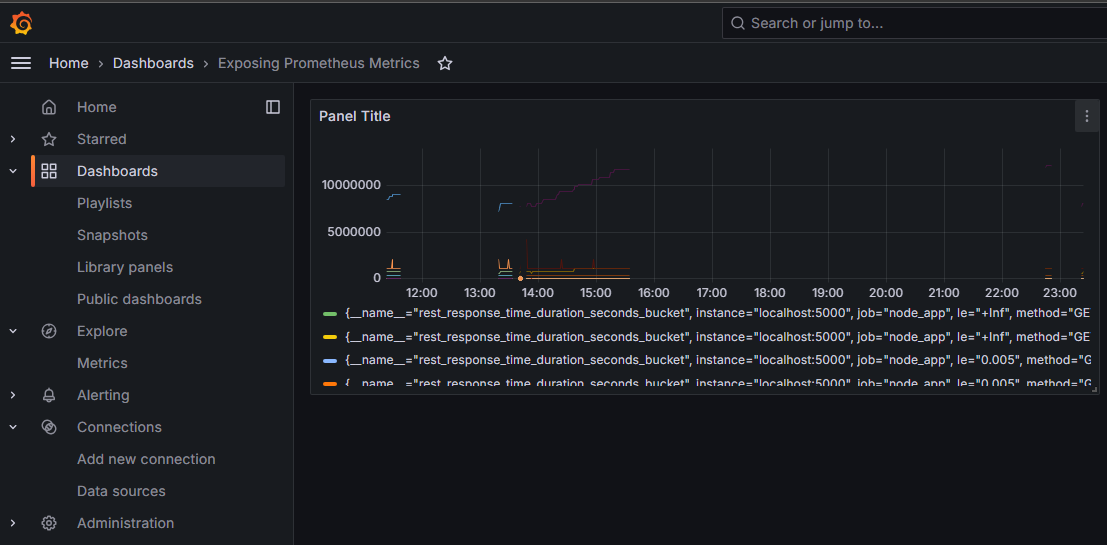 Search or jump to...
Home › Dashboards › Exposing Prometheus Metrics
Home
Starred
Dashboards
Playlists
Snapshots
Library panels
Public dashboards
Explore
Metrics
Alerting
Connections
Add new connection
Data sources
Administration
Panel Title
10000000
5000000
0
12:00 13:00 14:00 15:00 16:00 17:00 18:00 19:00 20:00 21:00 22:00 23:00
{__name__="rest_response_time_duration_seconds_bucket", instance="localhost:5000", job="node_app", le="+Inf", method="GE
{__name__="rest_response_time_duration_seconds_bucket", instance="localhost:5000", job="node_app", le="+Inf", method="GE
{__name__="rest_response_time_duration_seconds_bucket", instance="localhost:5000", job="node_app", le="0.005", method="G
{__name__="rest_response_time_duration_seconds_bucket", instance="localhost:5000", job="node_app", le="0.005", method="G